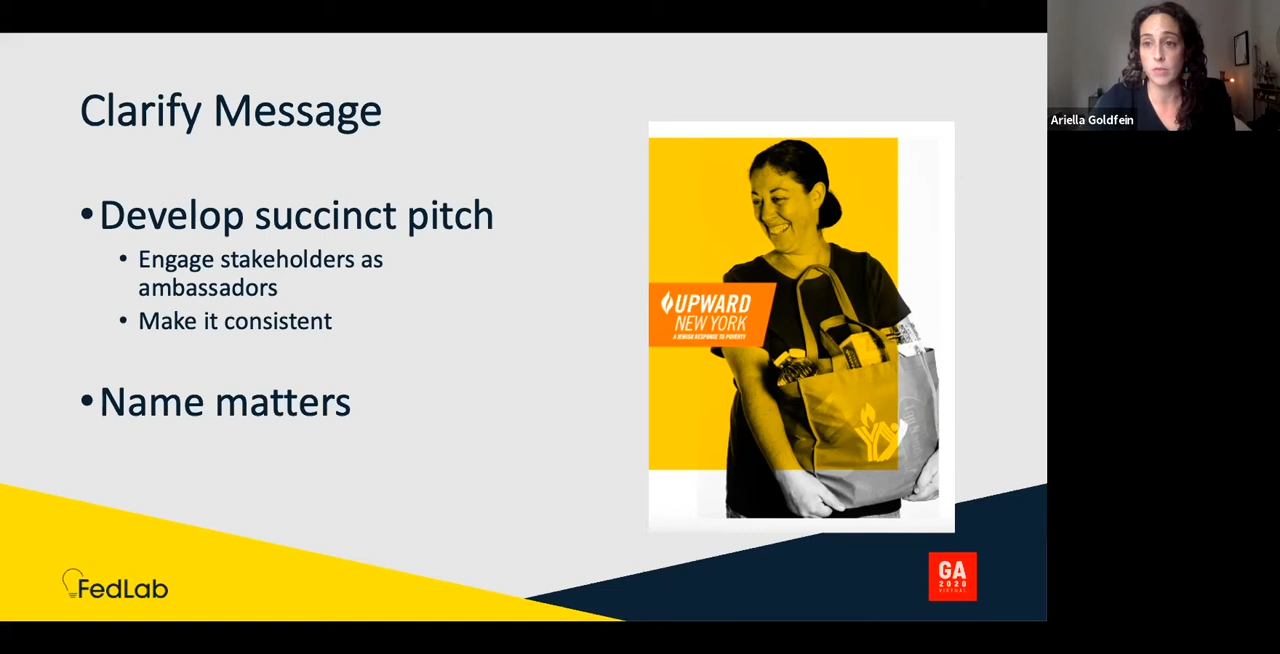 Clarify Message
• Develop succinct pitch
• Engage stakeholders as
ambassadors
• Make it consistent
• Name matters
UPWARD
NEW YORK
A JEWISH RESPONSE TO POVERTY
FedLab
GA
2020
VIRTUAL
Ariella Goldfein